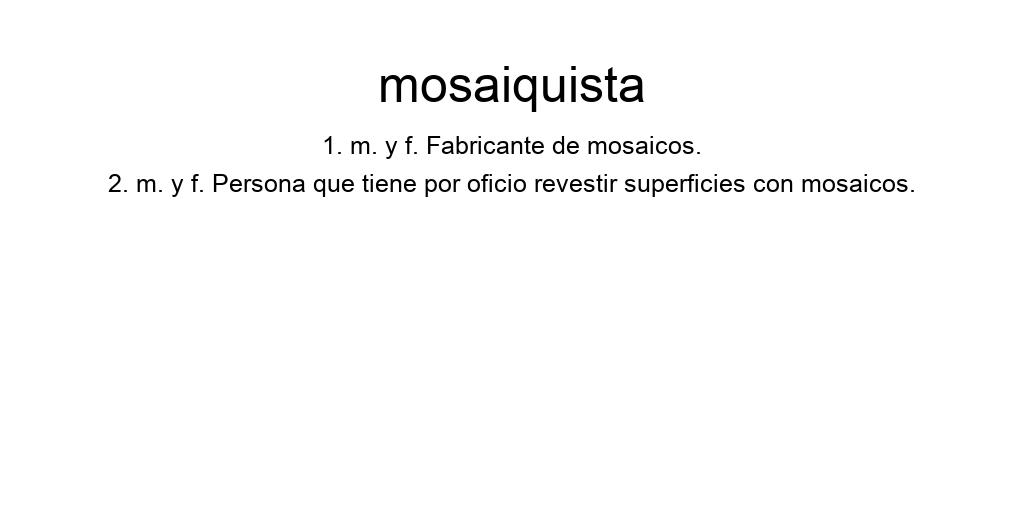 mosaiquista
1. m. y f. Fabricante de mosaicos.
2. m. y f. Persona que tiene por oficio revestir superficies con mosaicos.